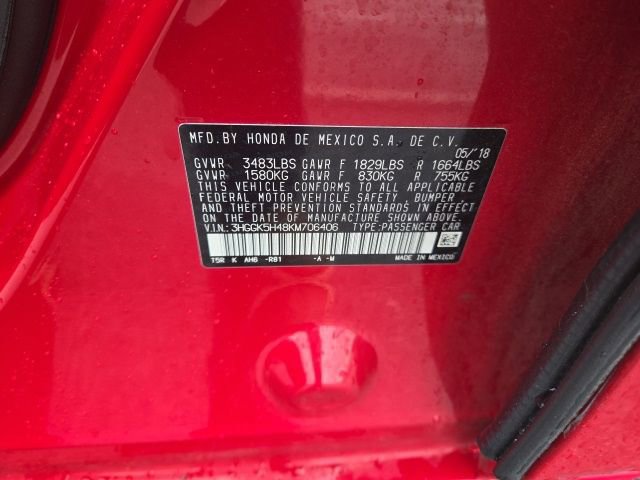 MFD.BY HONDA DE MEXICO S.A. DE C.V.
05/'18
GVWR 3483LBS GAWR F 1829LBS R 1664LBS
GVWR 1580KG GAWR F 830KG R 755KG
THIS VEHICLE CONFORMS TO ALL APPLICABLE
FEDERAL MOTOR VEHICLE SAFETY, BUMPER,
AND THEFT PREVENTION STANDARDS IN EFFECT
ON THE DATE OF MANUFACTURE SHOWN ABOVE.
V.I.N.:3HGGK5H48KM706406 TYPE:PASSENGER CAR
T5R K AH6 -R81 -A -M MADE IN MEXICO